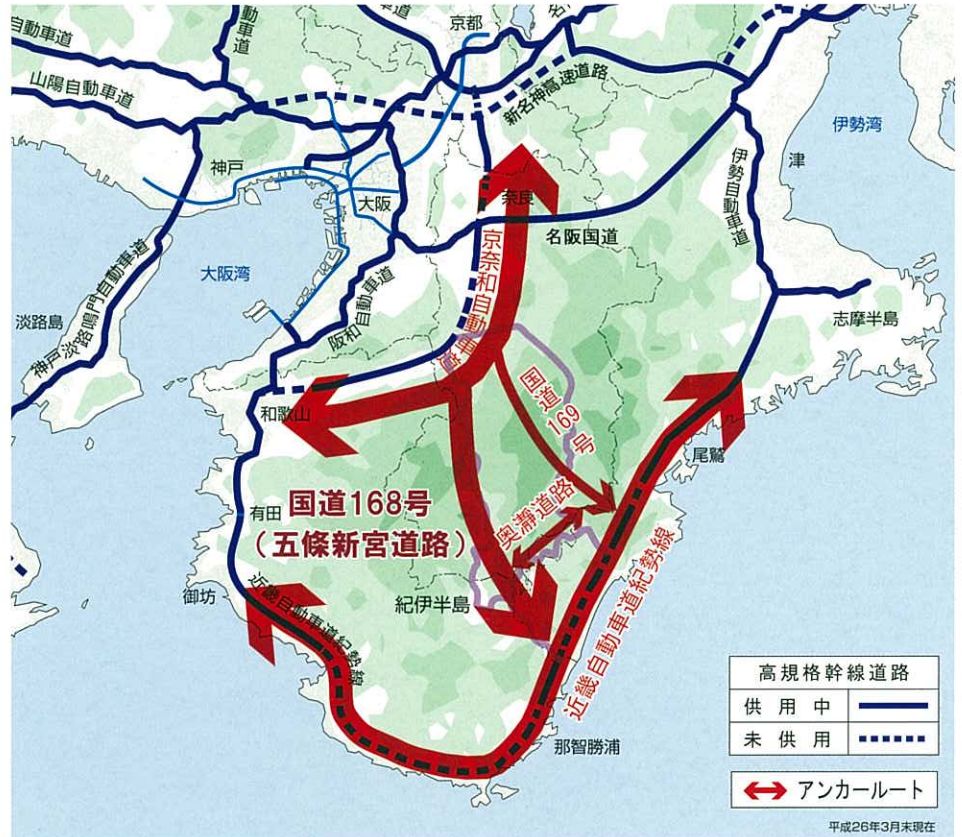 京都
自動車道
自動車道
名
山陽自動車道
新名神高速道路
伊勢湾
神戸
津
伊勢自動車道
奈良
大阪
名阪国道
京奈和自動車道
大阪湾
神戸淡路鳴門自動車道
阪和自動車道
淡路島
志摩半島
国道169号
和歌山
尾鷲
国道168号
有田
(五條新宮道路)
奥瀞道路
御坊
近畿自動車道紀勢線
紀伊半島
近畿自動車道紀勢線
那智勝浦
高規格幹線道路
供用中
未供用
アンカールート
平成26年3月末現在